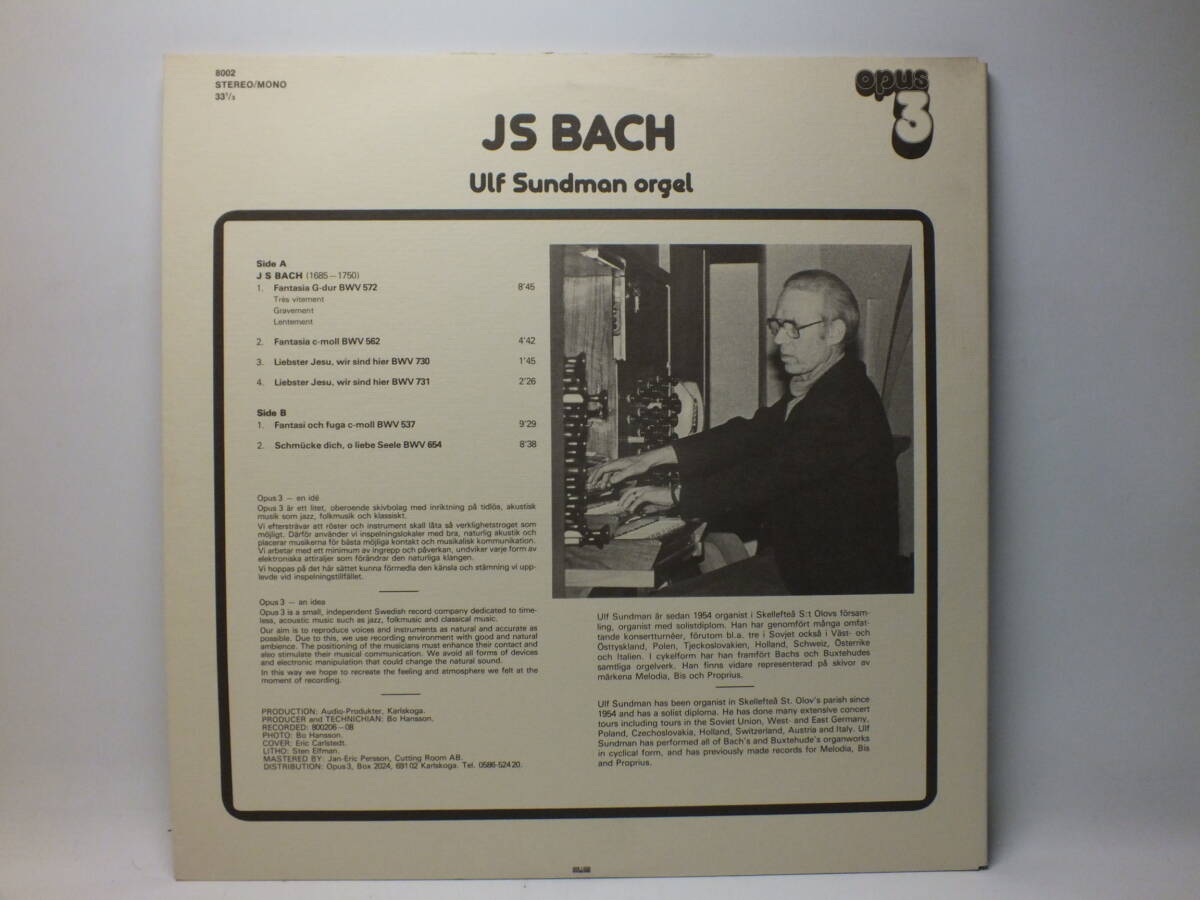 8002
STEREO/MONO
33⅓
opus
3
JS BACH
Ulf Sundman orgel
Side A
J S BACH (1685—1750)
1. Fantasia G-dur BWV 572 8'45
Très vitement
Gravement
Lentement
2. Fantasia c-moll BWV 562 4'42
3. Liebster Jesu, wir sind hier BWV 730 1'45
4. Liebster Jesu, wir sind hier BWV 731 2'26
Side B
1. Fantasi och fuga c-moll BWV 537 9'29
2. Schmücke dich, o liebe Seele BWV 654 8'38
Opus 3 — en idé
Opus 3 är ett litet, oberoende skivbolag med inriktning på tidlös, akustisk
musik som jazz, folkmusik och klassiskt.
Vi eftersträvar att röster och instrument skall låta så verklighetstroget som
möjligt. Därför använder vi inspelningslokaler med bra, naturlig akustik och
placerar musikerna för bästa möjliga kontakt och musikalisk kommunikation.
Vi arbetar med ett minimum av ingrepp och påverkan, undviker varje form av
elektroniska attiraljer som förändrar den naturliga klangen.
Vi hoppas på det här sättet kunna förmedla den känsla och stämning vi upp-
levde vid inspelningstillfället.
Opus 3 — an idea
Opus 3 is a small, independent Swedish record company dedicated to time-
less, acoustic music such as jazz, folkmusic and classical music.
Our aim is to reproduce voices and instruments as natural and accurate as
possible. Due to this, we use recording environment with good and natural
ambience. The positioning of the musicians must enhance their contact and
also stimulate their musical communication. We avoid all forms of devices
and electronic manipulation that could change the natural sound.
In this way we hope to recreate the feeling and atmosphere we felt at the
moment of recording.
PRODUCTION: Audio-Produkter, Karlskoga.
PRODUCER and TECHNICHIAN: Bo Hansson.
RECORDED: 800206—08
PHOTO: Bo Hansson.
COVER: Eric Carlstedt.
LITHO: Sten Elfman.
MASTERED BY: Jan-Eric Persson, Cutting Room AB.
DISTRIBUTION: Opus 3, Box 2024, 691 02 Karlskoga. Tel. 0586-524 20.
Ulf Sundman är sedan 1954 organist i Skellefteå S:t Olovs försam-
ling, organist med solistdiplom. Han har genomfört många omfat-
tande konsertturnéer, förutom bl.a. tre i Sovjet också i Väst- och
Östtyskland, Polen, Tjeckoslovakien, Holland, Schweiz, Österrike
och Italien. I cykelform har han framfört Bachs och Buxtehudes
samtliga orgelverk. Han finns vidare representerad på skivor av
märkena Melodia, Bis och Proprius.
Ulf Sundman has been organist in Skellefteå St. Olov's parish since
1954 and has a solist diploma. He has done many extensive concert
tours including tours in the Soviet Union, West- and East Germany,
Poland, Czechoslovakia, Holland, Switzerland, Austria and Italy. Ulf
Sundman has performed all of Bach's and Buxtehude's organworks
in cyclical form, and has previously made records for Melodia, Bis
and Proprius.